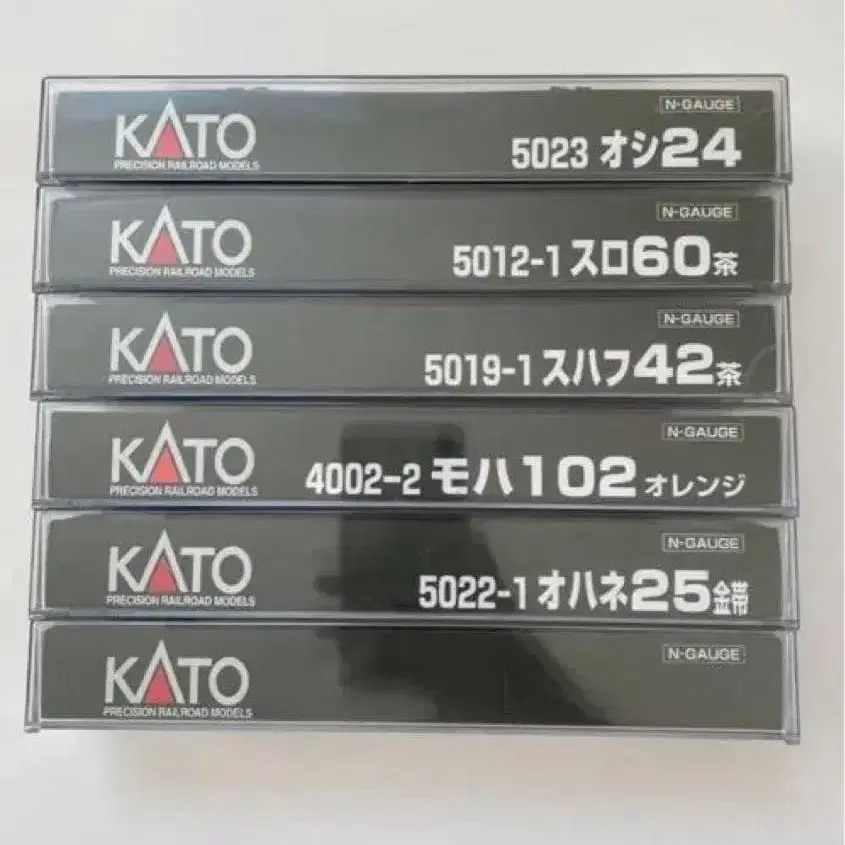 N-GAUGE
KATO 5023 オシ24
PRECISION RAILROAD MODELS
N-GAUGE
KATO 5012-1 スロ60茶
PRECISION RAILROAD MODELS
N-GAUGE
KATO 5019-1 スハフ42茶
PRECISION RAILROAD MODELS
N-GAUGE
KATO 4002-2 モハ102 オレンジ
PRECISION RAILROAD MODELS
N-GAUGE
KATO 5022-1 オハネ25金帯
PRECISION RAILROAD MODELS
N-GAUGE
KATO
PRECISION RAILROAD MODELS